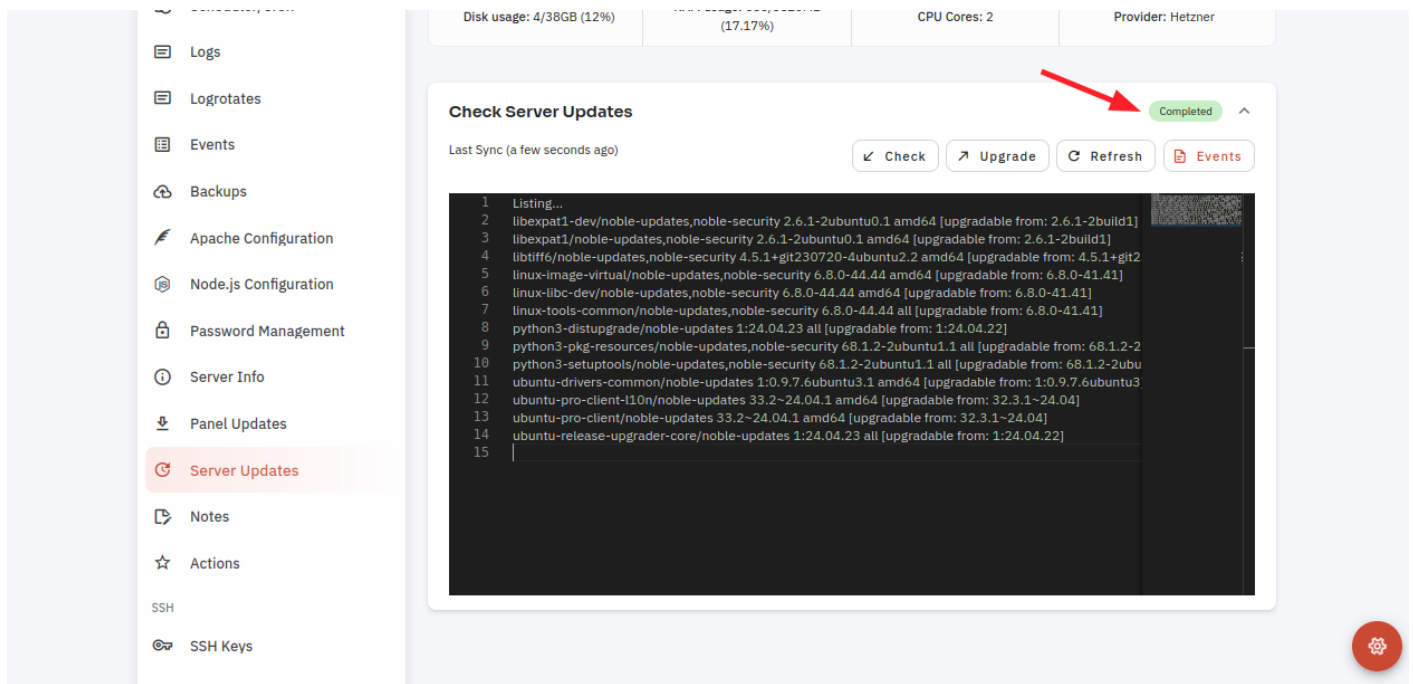 Logs
Logrotates
Events
Backups
Apache Configuration
Node.js Configuration
Password Management
Server Info
Panel Updates
Server Updates
Notes
Actions
SSH
SSH Keys
Disk usage: 4/38GB (12%)
(17.17%)
CPU Cores: 2
Provider: Hetzner
Check Server Updates
Completed
Last Sync (a few seconds ago)
Check
Upgrade
Refresh
Events
1 Listing...
2 libexpat1-dev/noble-updates,noble-security 2.6.1-2ubuntu0.1 amd64 [upgradable from: 2.6.1-2build1]
3 libexpat1/noble-updates,noble-security 2.6.1-2ubuntu0.1 amd64 [upgradable from: 2.6.1-2build1]
4 libtiff6/noble-updates,noble-security 4.5.1+git230720-4ubuntu2.2 amd64 [upgradable from: 4.5.1+git2
5 linux-image-virtual/noble-updates,noble-security 6.8.0-44.44 amd64 [upgradable from: 6.8.0-41.41]
6 linux-libc-dev/noble-updates,noble-security 6.8.0-44.44 amd64 [upgradable from: 6.8.0-41.41]
7 linux-tools-common/noble-updates,noble-security 6.8.0-44.44 all [upgradable from: 6.8.0-41.41]
8 python3-distupgrade/noble-updates 1:24.04.23 all [upgradable from: 1:24.04.22]
9 python3-pkg-resources/noble-updates,noble-security 68.1.2-2ubuntu1.1 all [upgradable from: 68.1.2-2
10 python3-setuptools/noble-updates,noble-security 68.1.2-2ubuntu1.1 all [upgradable from: 68.1.2-2ubu
11 ubuntu-drivers-common/noble-updates 1:0.9.7.6ubuntu3.1 amd64 [upgradable from: 1:0.9.7.6ubuntu3
12 ubuntu-pro-client-l10n/noble-updates 33.2~24.04.1 amd64 [upgradable from: 32.3.1~24.04]
13 ubuntu-pro-client/noble-updates 33.2~24.04.1 amd64 [upgradable from: 32.3.1~24.04]
14 ubuntu-release-upgrader-core/noble-updates 1:24.04.23 all [upgradable from: 1:24.04.22]
15